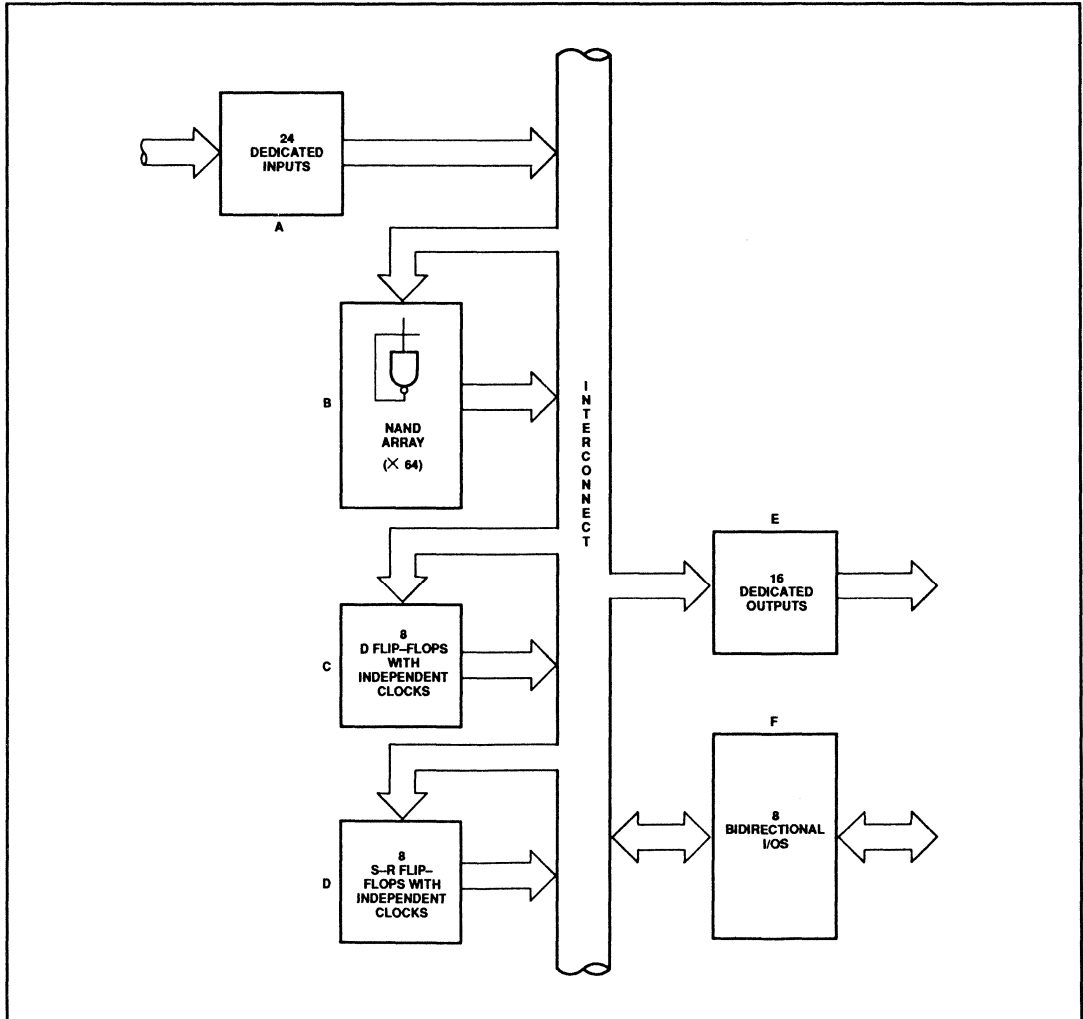 24
DEDICATED
INPUTS
A
B
NAND
ARRAY
(X 64)
INTERCONNECT
C
8
D FLIP–FLOPS
WITH
INDEPENDENT
CLOCKS
D
8
S–R FLIP–
FLOPS WITH
INDEPENDENT
CLOCKS
E
16
DEDICATED
OUTPUTS
F
8
BIDIRECTIONAL
I/OS